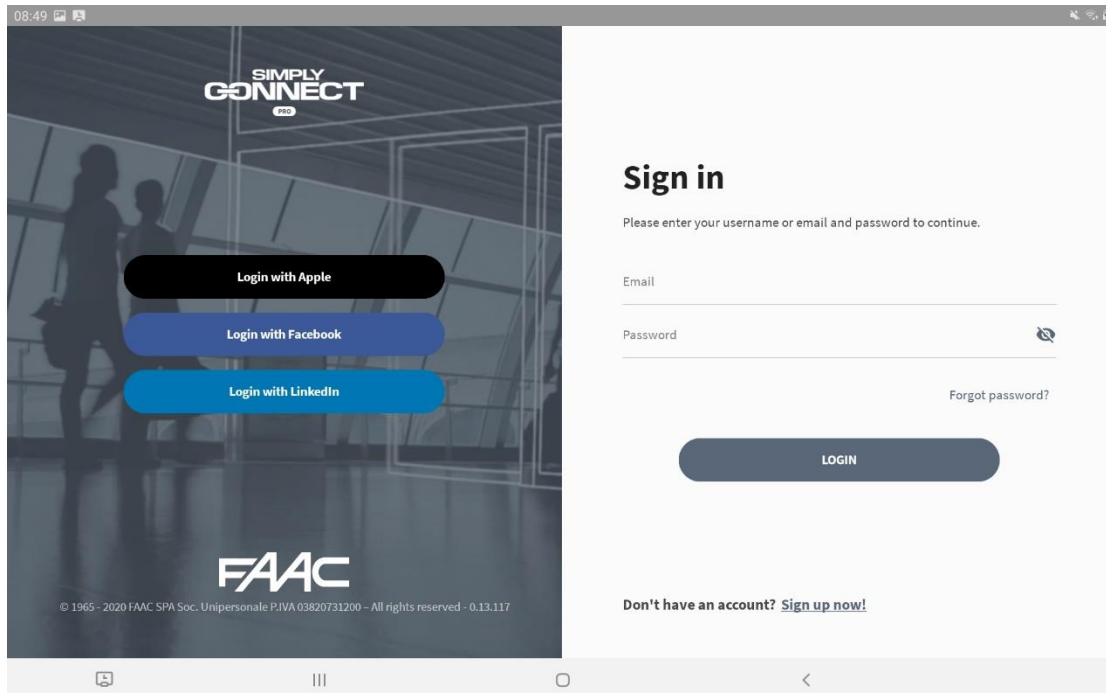 08:49
SIMPLY
CONNECT
PRO
Login with Apple
Login with Facebook
Login with LinkedIn
FAAC
© 1965 - 2020 FAAC SPA Soc. Unipersonale P.IVA 03820731200 – All rights reserved - 0.13.117
Sign in
Please enter your username or email and password to continue.
Email
Password
Forgot password?
LOGIN
Don't have an account? Sign up now!